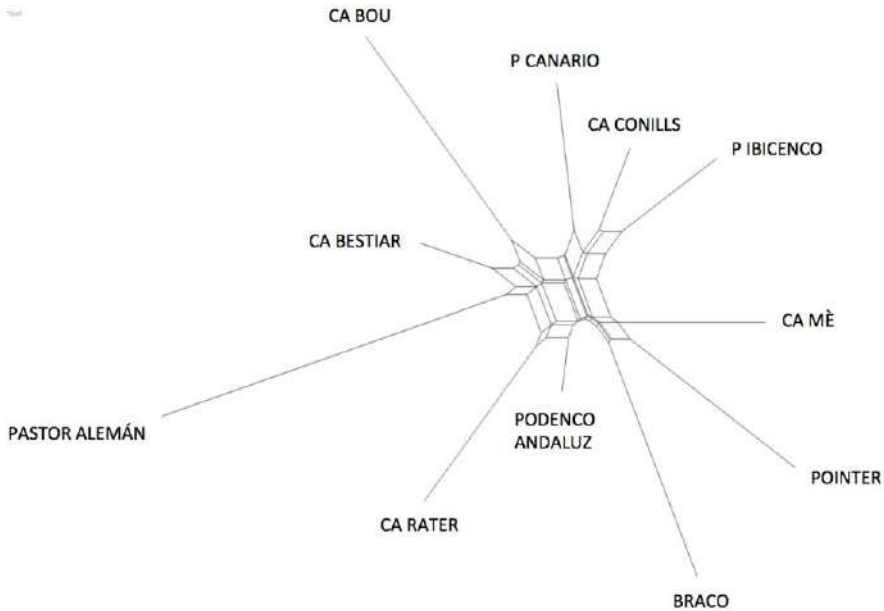 CA BOU
P CANARIO
CA CONILLS
P IBICENCO
CA BESTIAR
CA MÈ
PASTOR ALEMÁN
PODENCO
ANDALUZ
POINTER
CA RATER
BRACO